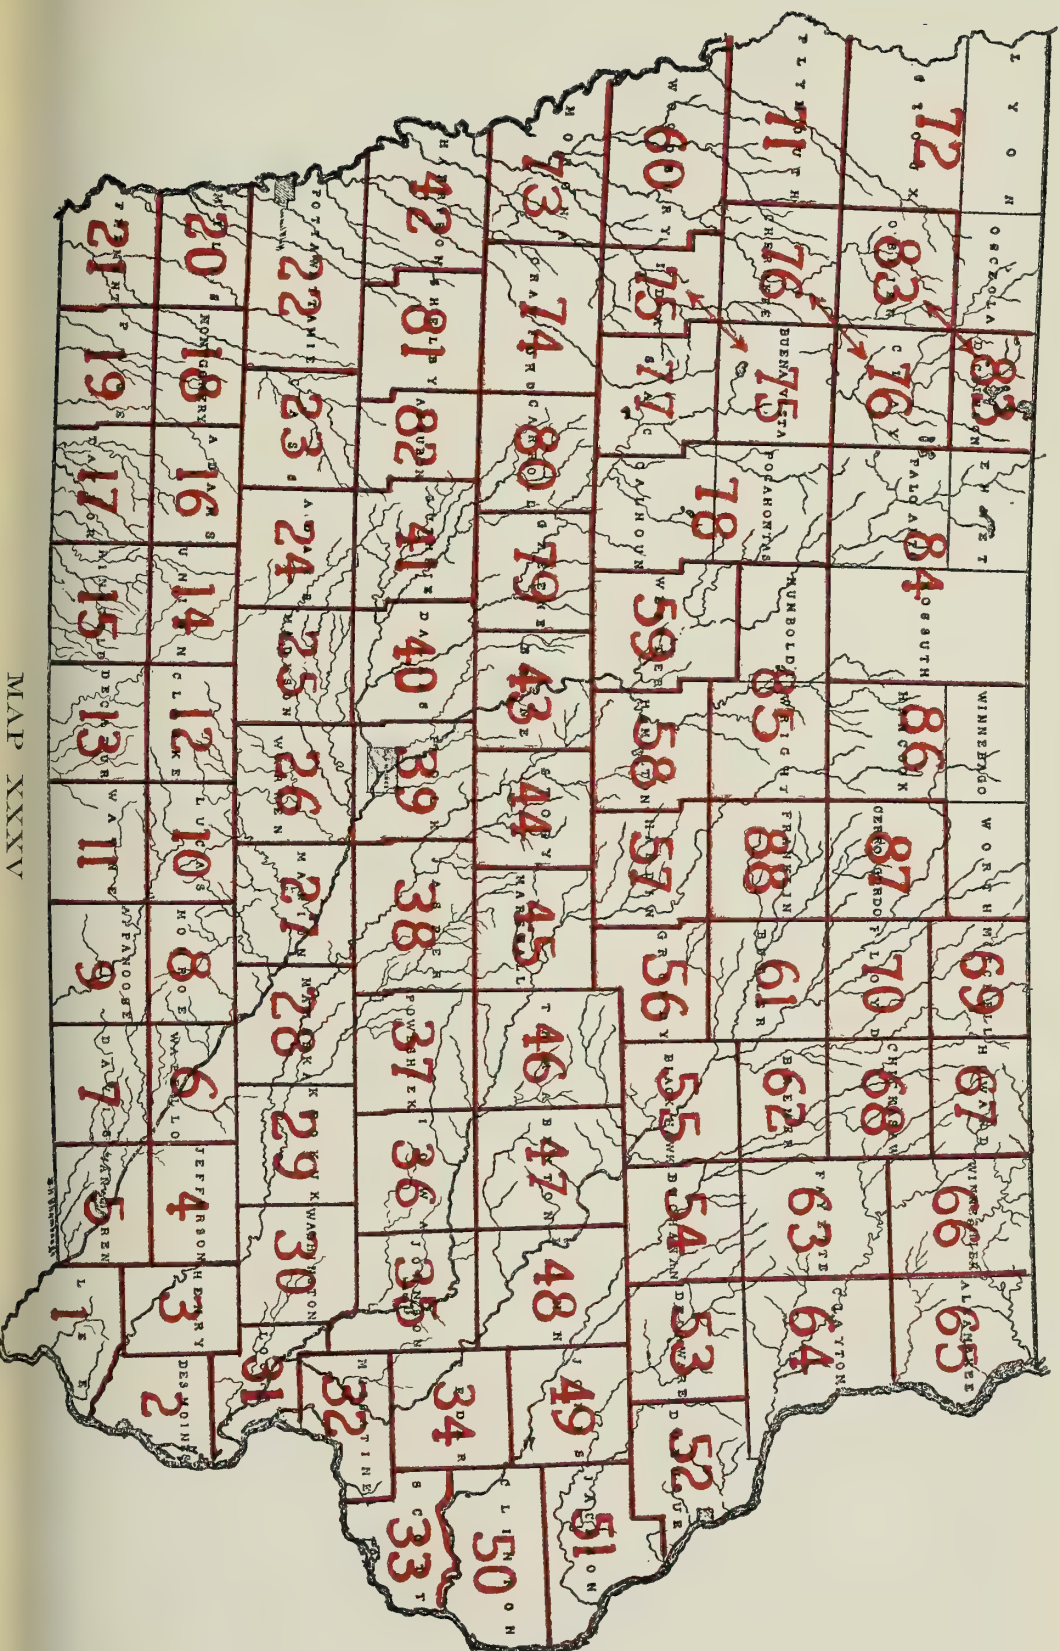 LYON
OSCEOLA
DICKINSON
EMMET
KOSSUTH
WINNEBAGO
WORTH
MITCHELL
HOWARD
WINNESHIEK
ALLAMAKEE
72
83
83
84
86
87
69
67
66
65
SIOUX
O'BRIEN
CLAY
PALO ALTO
HANCOCK
CERRO GORDO
FLOYD
CHICKASAW
76
70
68
PLYMOUTH
CHEROKEE
BUENA VISTA
POCAHONTAS
HUMBOLDT
WRIGHT
FRANKLIN
BUTLER
BREMER
FAYETTE
CLAYTON
71
76
75
78
85
88
61
62
63
64
WOODBURY
IDA
SAC
CALHOUN
WEBSTER
HAMILTON
HARDIN
GRUNDY
BLACK HAWK
BUCHANAN
DELAWARE
DUBUQUE
60
75
77
59
58
57
56
55
54
53
52
MONONA
CRAWFORD
CARROLL
GREENE
BOONE
STORY
MARSHALL
TAMA
BENTON
LINN
JONES
JACKSON
73
74
80
79
43
44
45
46
47
48
49
51
HARRISON
SHELBY
AUDUBON
GUTHRIE
DALLAS
POLK
JASPER
POWESHIEK
IOWA
JOHNSON
CEDAR
CLINTON
SCOTT
42
81
82
41
40
39
38
37
36
35
34
50
33
POTTAWATTAMIE
CASS
ADAIR
MADISON
WARREN
MARION
MAHASKA
KEOKUK
WASHINGTON
LOUISA
MUSCATINE
22
23
24
25
26
27
28
29
30
31
32
MILLS
MONTGOMERY
ADAMS
UNION
CLARKE
LUCAS
MONROE
WAPELLO
JEFFERSON
HENRY
DES MOINES
20
18
16
14
12
10
8
6
4
3
2
FREMONT
PAGE
TAYLOR
RINGGOLD
DECATUR
WAYNE
APPANOOSE
DAVIS
VAN BUREN
LEE
21
19
17
15
13
11
9
7
5
1
MAP XXXV